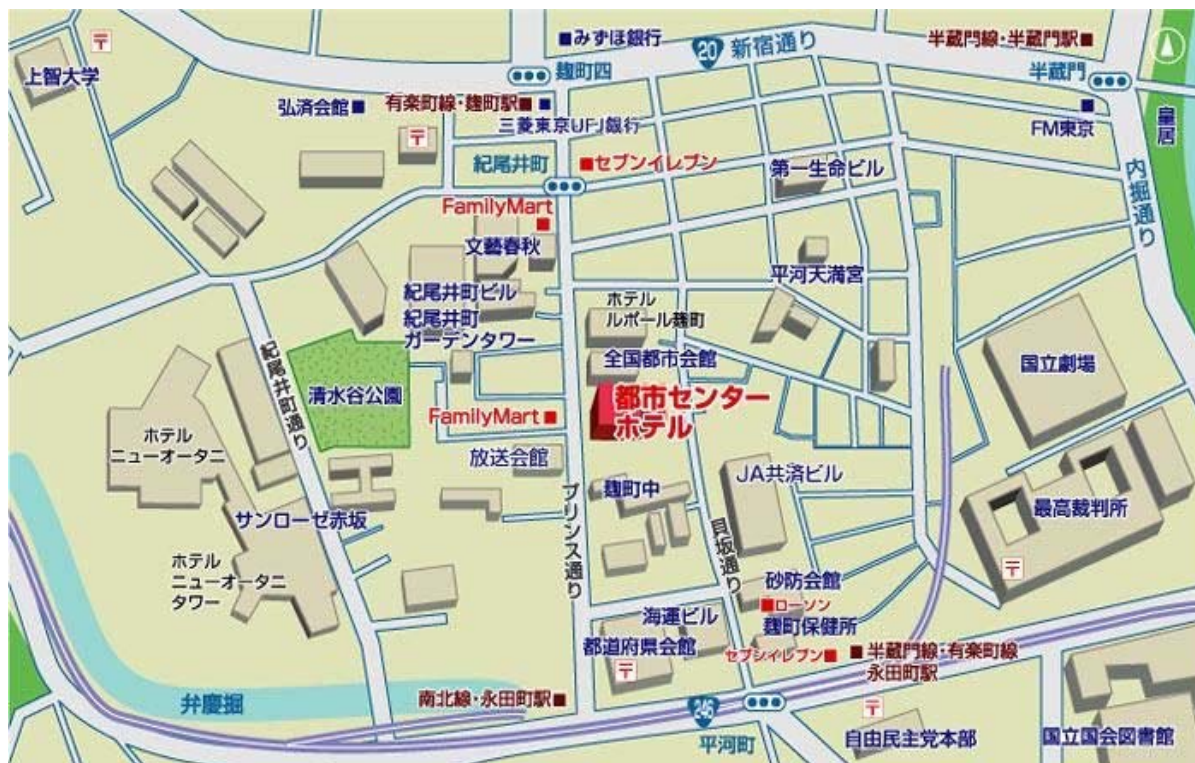 みずほ銀行
20
新宿通り
半蔵門線・半蔵門駅
上智大学
麹町四
半蔵門
弘済会館
有楽町線・麹町駅
三菱東京UFJ銀行
FM東京
皇居
紀尾井町
セブンイレブン
第一生命ビル
内掘通り
FamilyMart
文藝春秋
平河天満宮
紀尾井町ビル
ホテル
ルポール麹町
紀尾井町
ガーデンタワー
全国都市会館
国立劇場
紀尾井町通り
清水谷公園
都市センター
ホテル
FamilyMart
ホテル
ニューオータニ
放送会館
JA共済ビル
麹町中
プリンス通り
貝坂通り
最高裁判所
サンローゼ赤坂
ホテル
ニューオータニ
タワー
砂防会館
ローソン
海運ビル
麹町保健所
都道府県会館
セブンイレブン
半蔵門線・有楽町線
永田町駅
南北線・永田町駅
弁慶掘
246
平河町
自由民主党本部
国立国会図書館